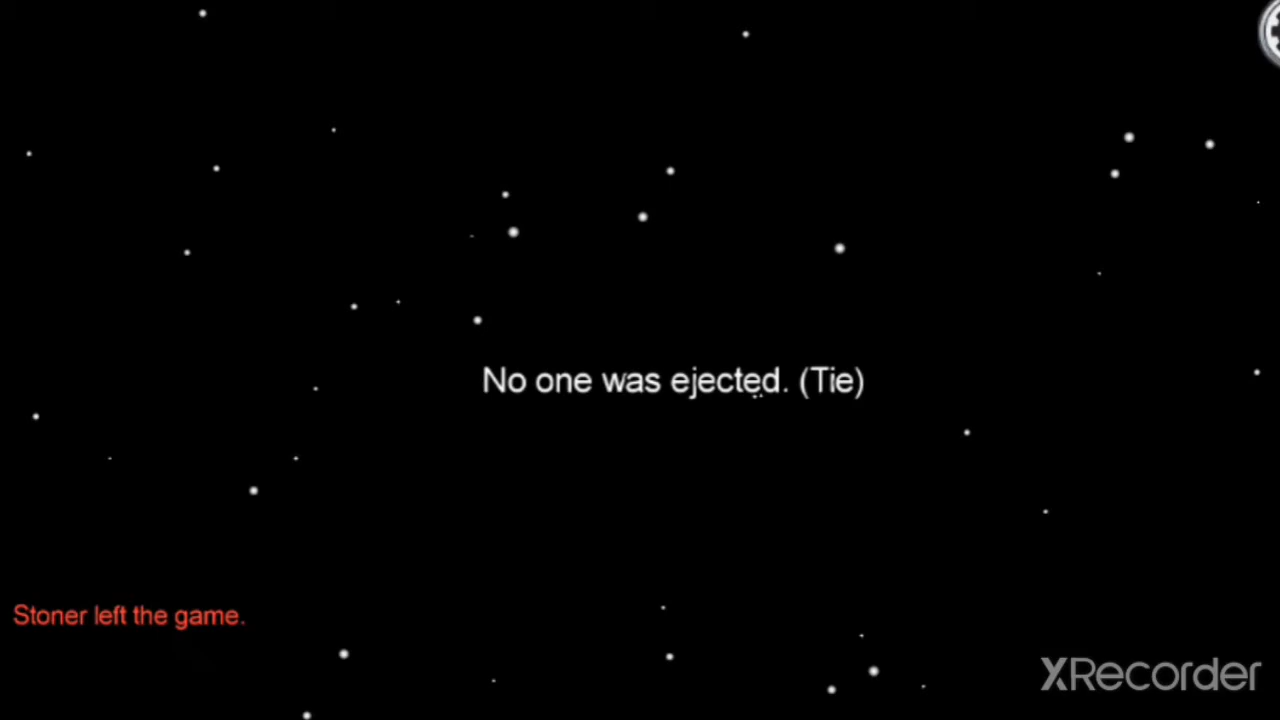 No one was ejected. (Tie)
Stoner left the game.
XRecorder